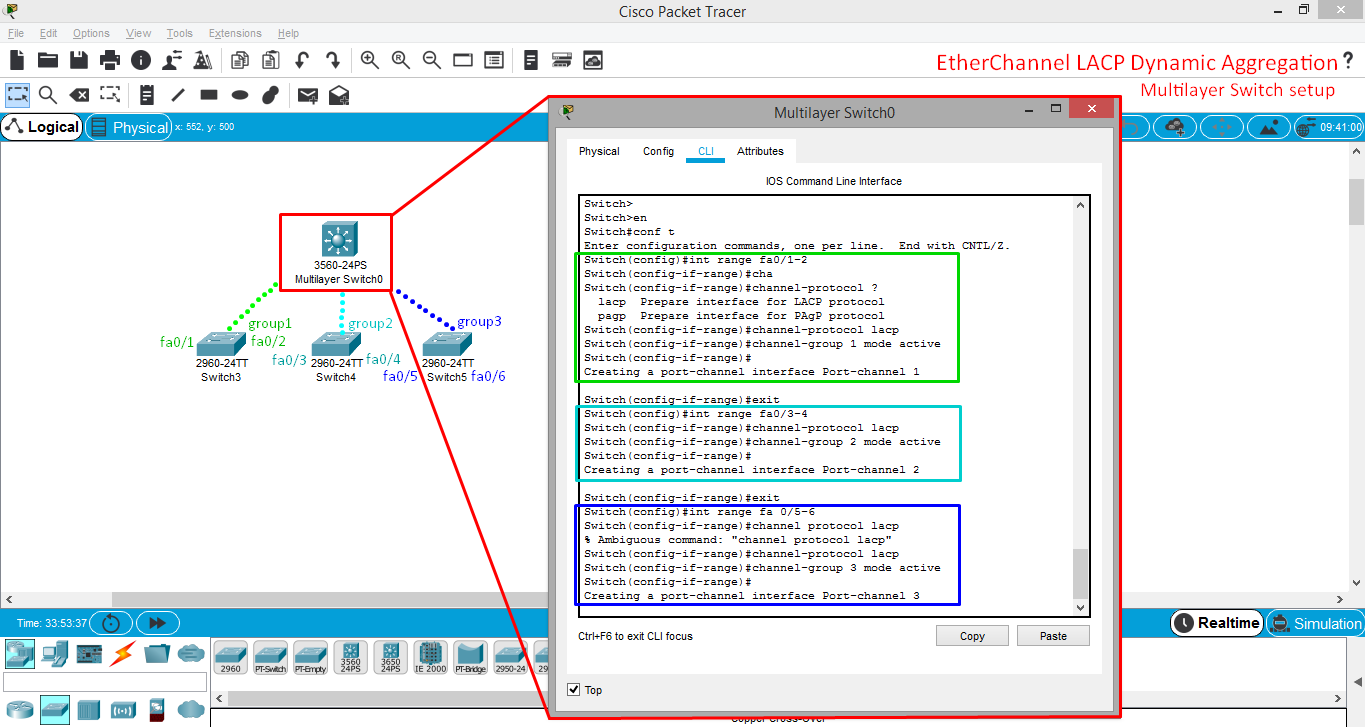 Cisco Packet Tracer
File Edit Options View Tools Extensions Help
EtherChannel LACP Dynamic Aggregation ?
Multilayer Switch setup
Logical Physical x: 552, y: 500
09:41:00
3560-24PS
Multilayer Switch0
group1
group2
group3
fa0/1
fa0/2
fa0/3
fa0/4
fa0/5
fa0/6
2960-24TT
Switch3
2960-24TT
Switch4
2960-24TT
Switch5
Multilayer Switch0
Physical Config CLI Attributes
IOS Command Line Interface
Switch>
Switch>en
Switch#conf t
Enter configuration commands, one per line.  End with CNTL/Z.
Switch(config)#int range fa0/1-2
Switch(config-if-range)#cha
Switch(config-if-range)#channel-protocol ?
lacp  Prepare interface for LACP protocol
pagp  Prepare interface for PAgP protocol
Switch(config-if-range)#channel-protocol lacp
Switch(config-if-range)#channel-group 1 mode active
Switch(config-if-range)#
Creating a port-channel interface Port-channel 1
Switch(config-if-range)#exit
Switch(config)#int range fa0/3-4
Switch(config-if-range)#channel-protocol lacp
Switch(config-if-range)#channel-group 2 mode active
Switch(config-if-range)#
Creating a port-channel interface Port-channel 2
Switch(config-if-range)#exit
Switch(config)#int range fa 0/5-6
Switch(config-if-range)#channel protocol lacp
% Ambiguous command: "channel protocol lacp"
Switch(config-if-range)#channel-protocol lacp
Switch(config-if-range)#channel-group 3 mode active
Switch(config-if-range)#
Creating a port-channel interface Port-channel 3
Ctrl+F6 to exit CLI focus
Copy Paste
Top
Time: 33:53:37
Realtime Simulation
2960 PT-Switch PT-Empty 3560 24PS 3650 24PS IE 2000 PT-Bridge 2950-24 29
Copper Cross-Over